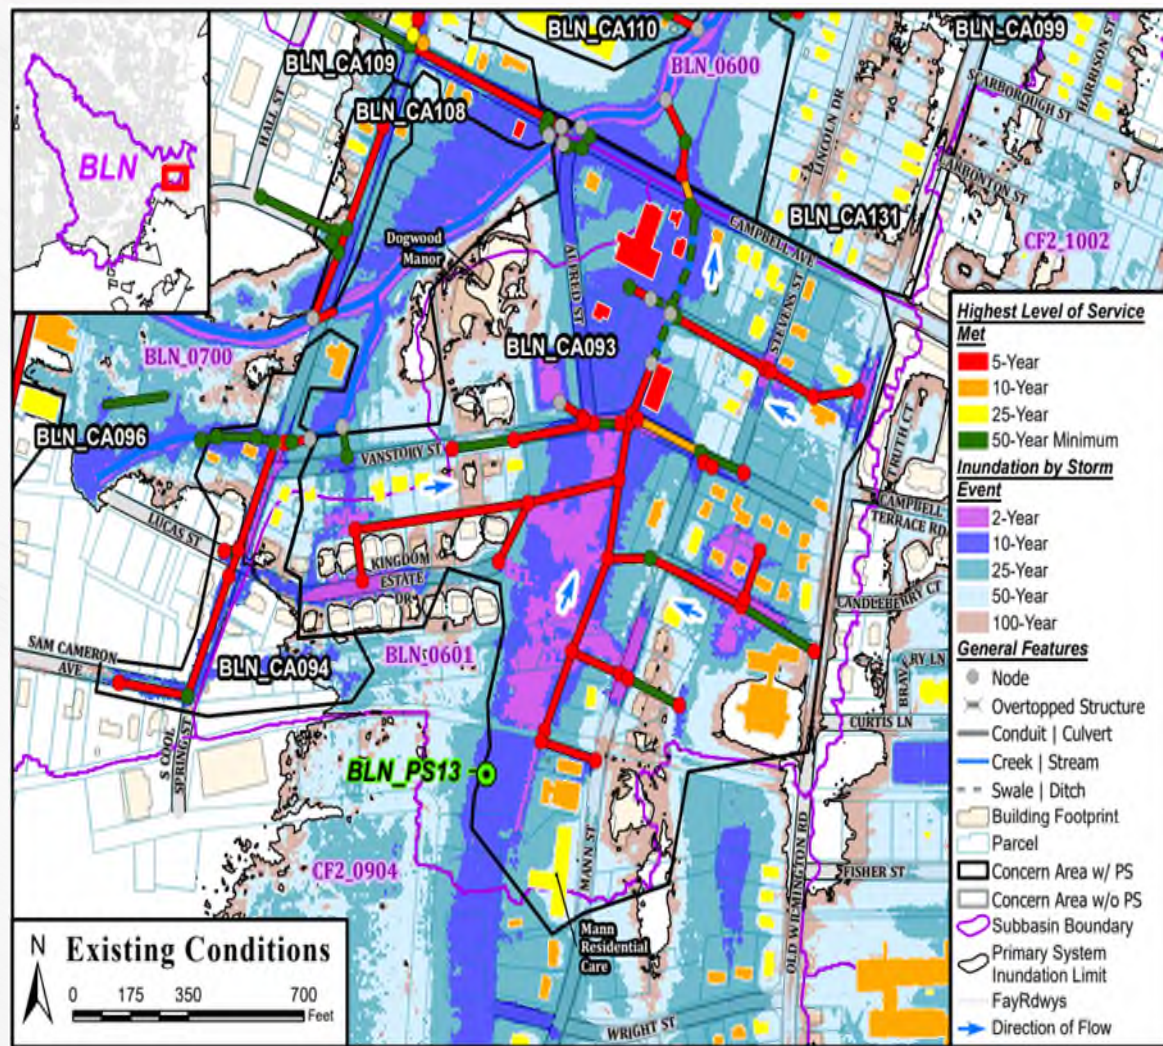 BLN_CA110
BLN_CA099
BLN_CA109
BLN_0600
SCARBOROUGH ST
HARRISON ST
HALL ST
BLN_CA108
LINCOLN DR
BLN
CARBONTON ST
BLN_CA131
CAMPBELL AVE
CF2_1002
Dogwood
Manor
ALFRED ST
STEVENS ST
BLN_0700
BLN_CA093
BLN_CA096
VANSTORY ST
TRUTH CT
LUCAS ST
CAMPBELL
TERRACE RD
KINGDOM
ESTATE
DR
CANDLEBERRY CT
SAM CAMERON
AVE
BLN_CA094
BLN_0601
BRAVE
RY LN
CURTIS LN
S COOL
SPRING ST
BLN_PS13
MANN ST
OLD WILMINGTON RD
CF2_0904
FISHER ST
Mann
Residential
Care
WRIGHT ST
N
Existing Conditions
0 175 350 700
Feet
Highest Level of Service
Met
5-Year
10-Year
25-Year
50-Year Minimum
Inundation by Storm
Event
2-Year
10-Year
25-Year
50-Year
100-Year
General Features
Node
Overtopped Structure
Conduit | Culvert
Creek | Stream
Swale | Ditch
Building Footprint
Parcel
Concern Area w/ PS
Concern Area w/o PS
Subbasin Boundary
Primary System
Inundation Limit
FayRdwys
Direction of Flow